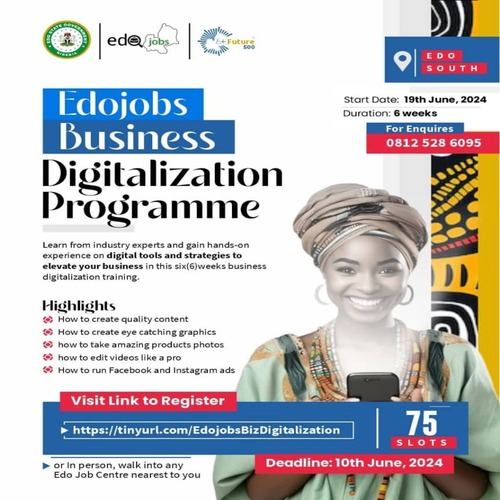 EDO STATE GOVERNMENT
NIGERIA
edo jobs
E+Future
500
EDO
SOUTH
Start Date: 19th June, 2024
Duration: 6 weeks
For Enquires
0812 528 6095
Edojobs
Business
Digitalization
Programme
Learn from industry experts and gain hands-on
experience on digital tools and strategies to
elevate your business in this six(6)weeks business
digitalization training.
Highlights
How to create quality content
How to create eye catching graphics
how to take amazing products photos
how to edit videos like a pro
How to run Facebook and Instagram ads
Visit Link to Register
https://tinyurl.com/EdojobsBizDigitalization
75
SLOTS
Deadline: 10th June, 2024
or In person, walk into any
Edo Job Centre nearest to you